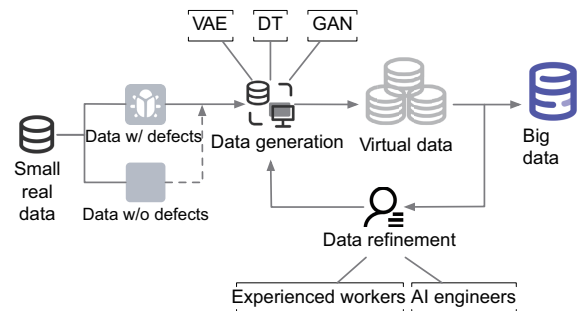 VAE
DT
GAN
Data w/ defects
Data generation
Virtual data
Big
data
Small
real
data
Data w/o defects
Data refinement
Experienced workers
AI engineers